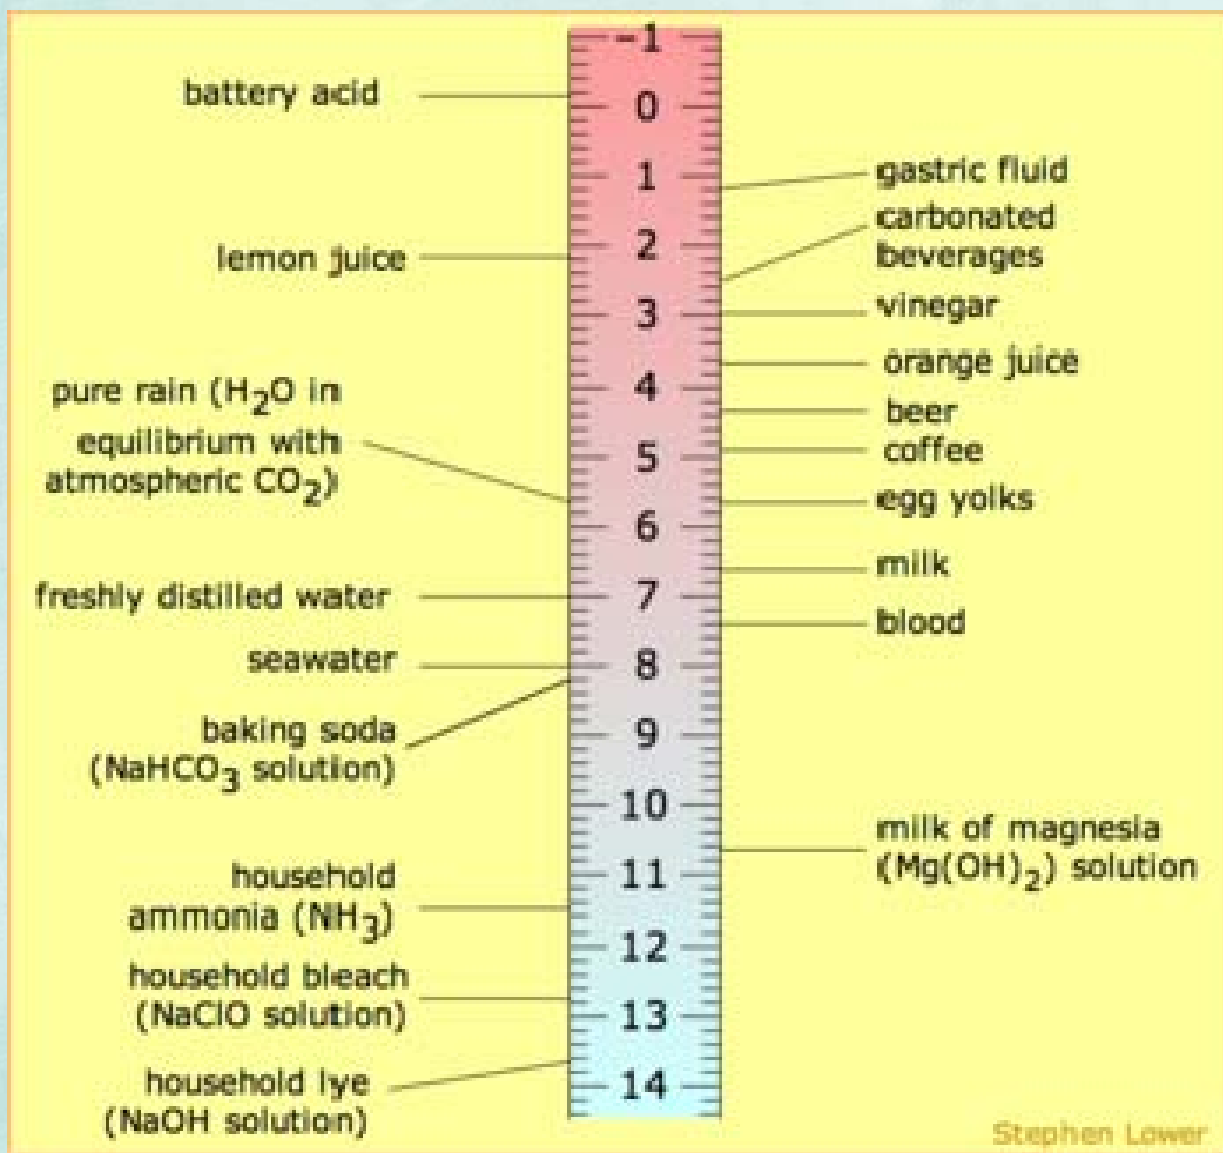 battery acid
lemon juice
pure rain (H₂O in
equilibrium with
atmospheric CO₂)
freshly distilled water
seawater
baking soda
(NaHCO₃ solution)
household
ammonia (NH₃)
household bleach
(NaClO solution)
household lye
(NaOH solution)
−1
0
1
2
3
4
5
6
7
8
9
10
11
12
13
14
gastric fluid
carbonated
beverages
vinegar
orange juice
beer
coffee
egg yolks
milk
blood
milk of magnesia
(Mg(OH)₂) solution
Stephen Lower